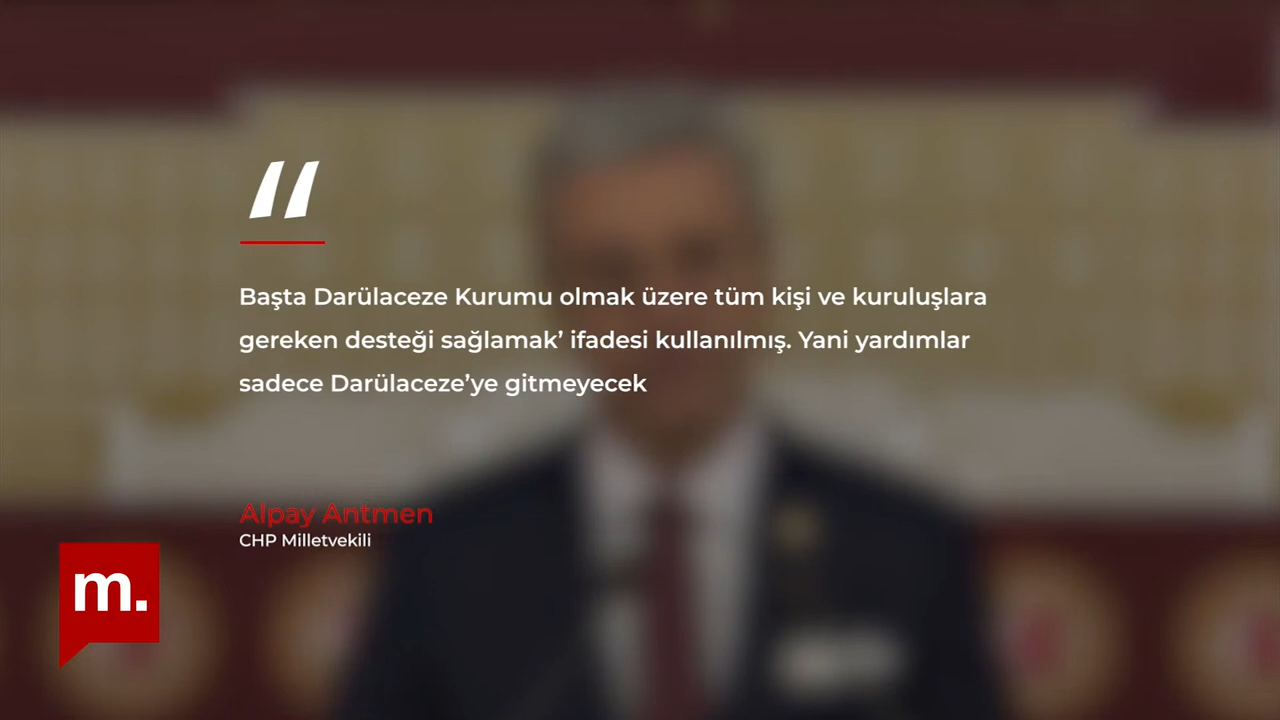 “
Başta Darülaceze Kurumu olmak üzere tüm kişi ve kuruluşlara
gereken desteği sağlamak’ ifadesi kullanılmış. Yani yardımlar
sadece Darülaceze’ye gitmeyecek
Alpay Antmen
CHP Milletvekili
m.